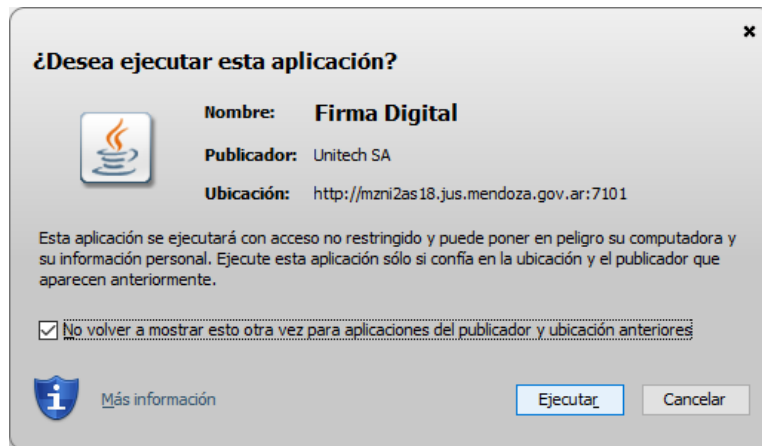 ¿Desea ejecutar esta aplicación?
Nombre: Firma Digital
Publicador: Unitech SA
Ubicación: http://mzni2as18.jus.mendoza.gov.ar:7101
Esta aplicación se ejecutará con acceso no restringido y puede poner en peligro su computadora y
su información personal. Ejecute esta aplicación sólo si confía en la ubicación y el publicador que
aparecen anteriormente.
No volver a mostrar esto otra vez para aplicaciones del publicador y ubicación anteriores
Más información
Ejecutar
Cancelar